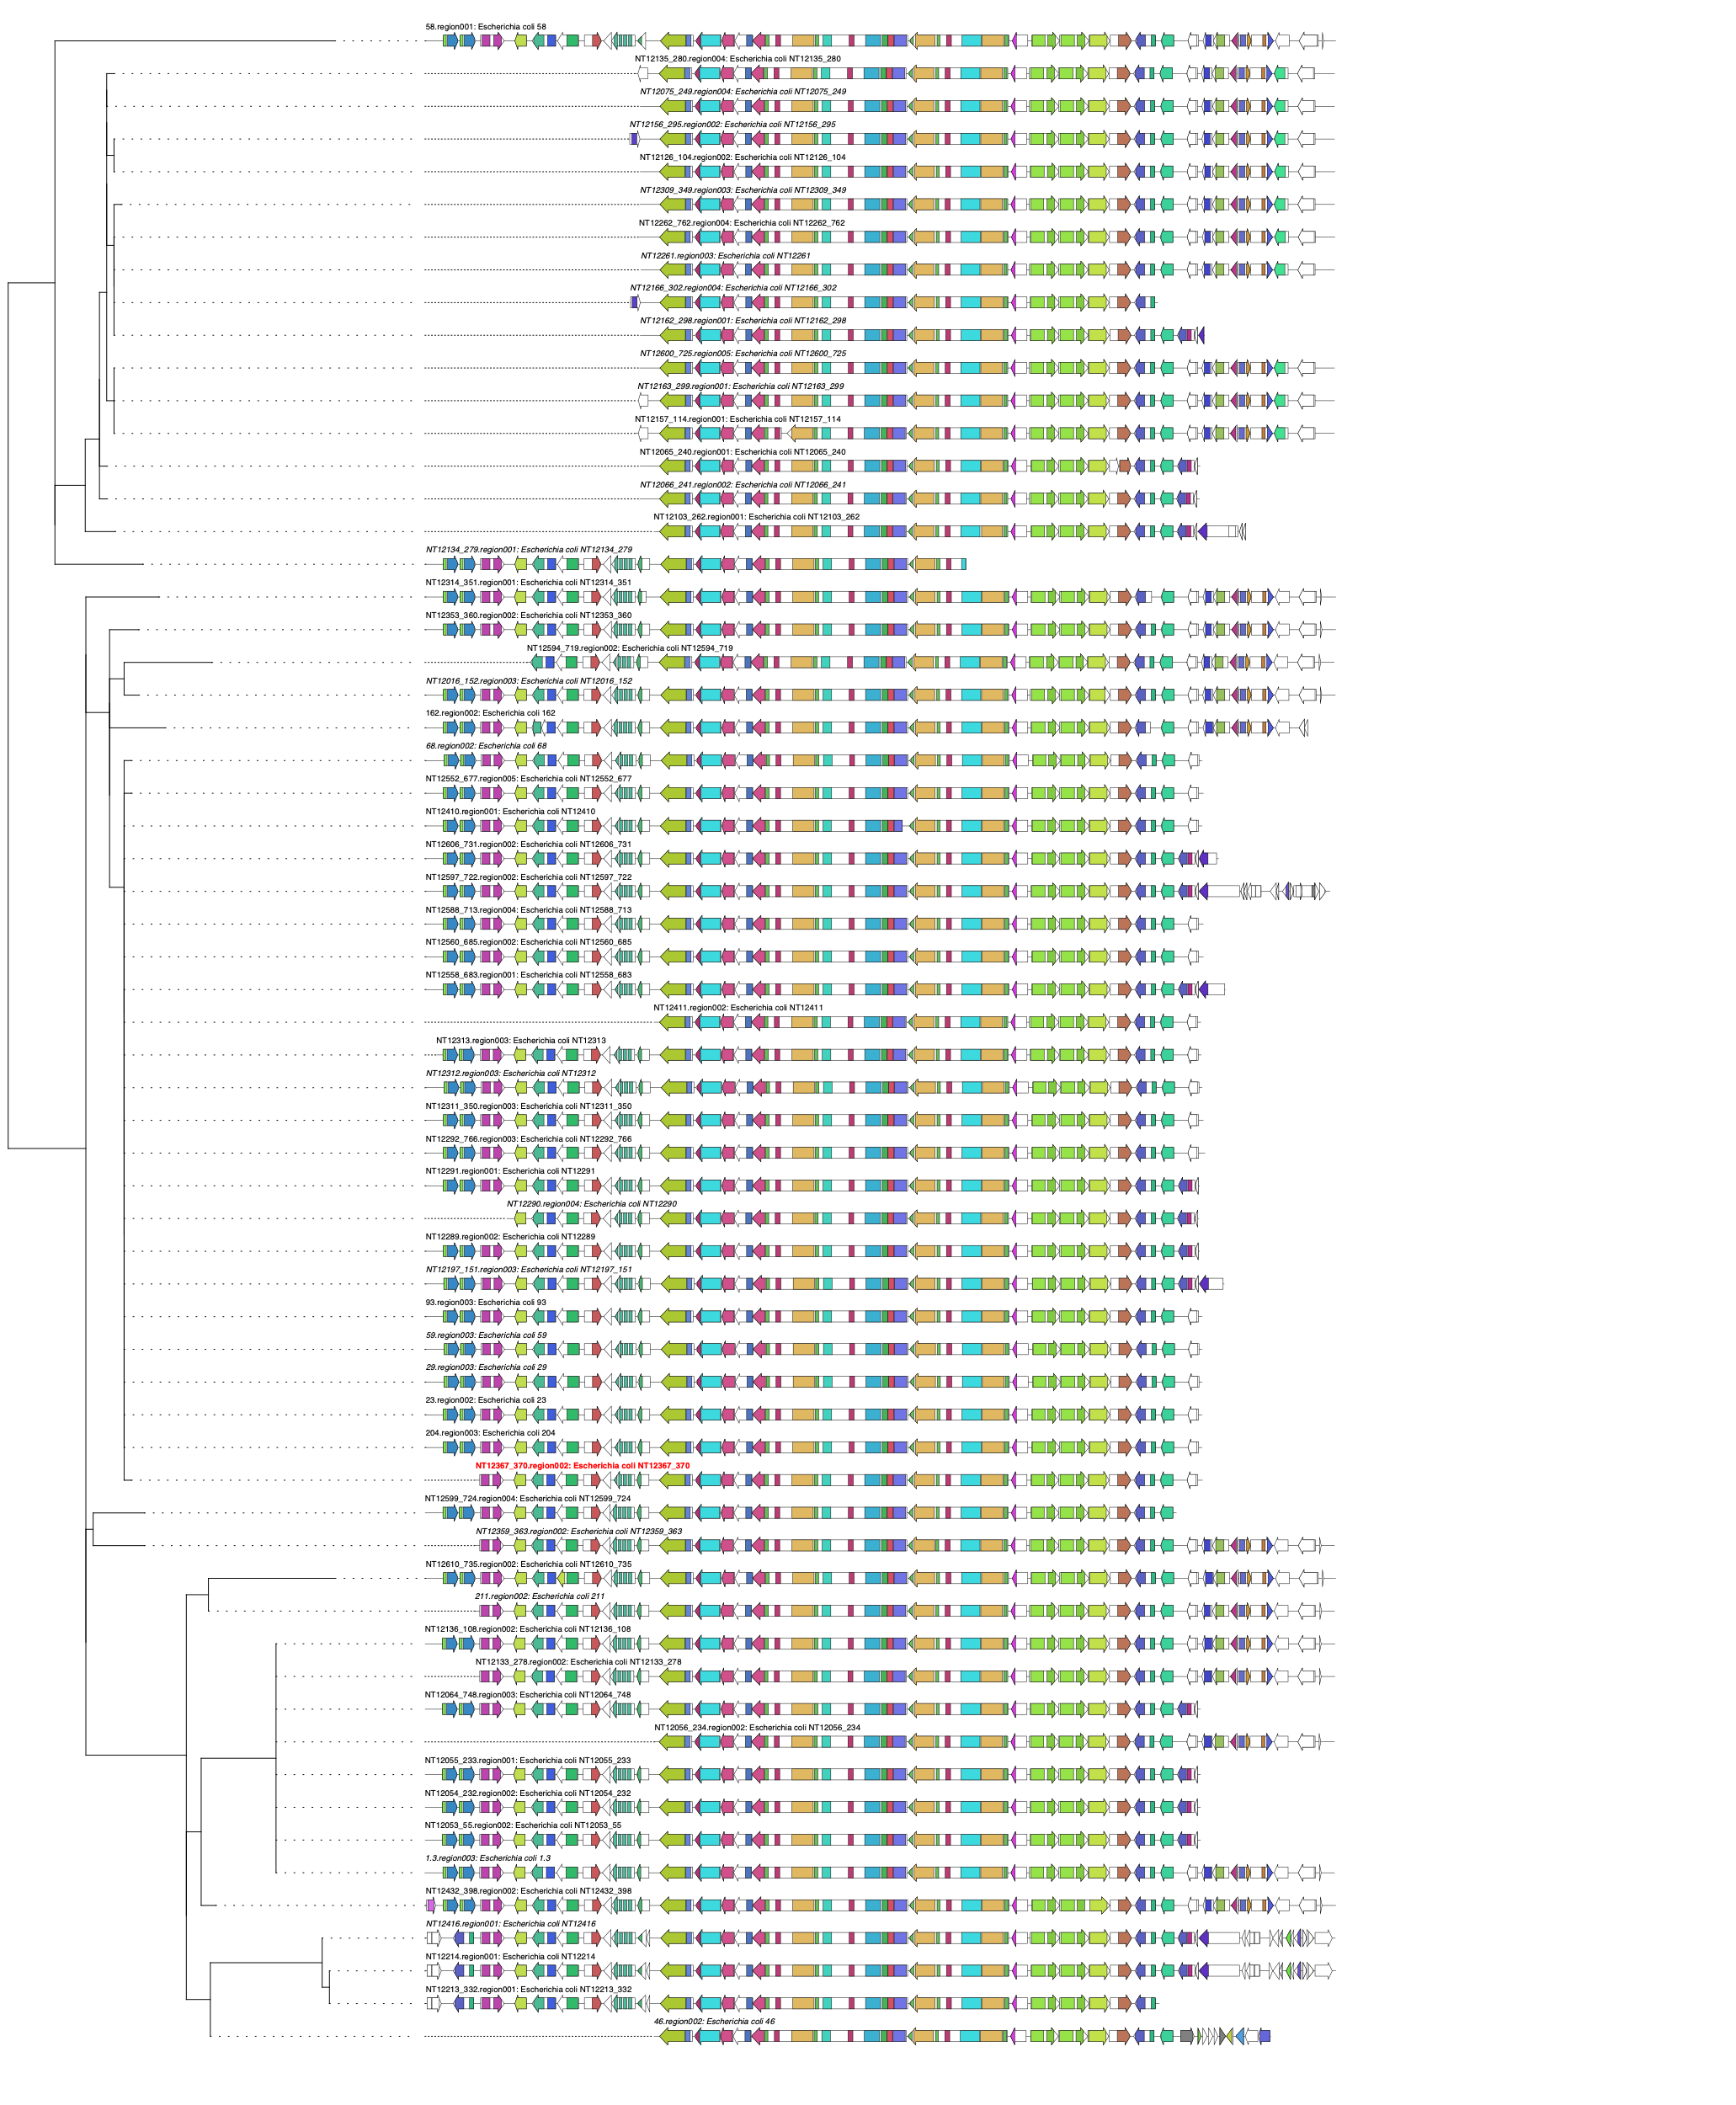 58.region001: Escherichia coli 58
NT12135_280.region004: Escherichia coli NT12135_280
NT12075_249.region004: Escherichia coli NT12075_249
NT12156_295.region002: Escherichia coli NT12156_295
NT12126_104.region002: Escherichia coli NT12126_104
NT12309_349.region003: Escherichia coli NT12309_349
NT12262_762.region004: Escherichia coli NT12262_762
NT12261.region003: Escherichia coli NT12261
NT12166_302.region004: Escherichia coli NT12166_302
NT12162_298.region001: Escherichia coli NT12162_298
NT12600_725.region005: Escherichia coli NT12600_725
NT12163_299.region001: Escherichia coli NT12163_299
NT12157_114.region001: Escherichia coli NT12157_114
NT12065_240.region001: Escherichia coli NT12065_240
NT12066_241.region002: Escherichia coli NT12066_241
NT12103_262.region001: Escherichia coli NT12103_262
NT12134_279.region001: Escherichia coli NT12134_279
NT12314_351.region001: Escherichia coli NT12314_351
NT12353_360.region002: Escherichia coli NT12353_360
NT12594_719.region002: Escherichia coli NT12594_719
NT12016_152.region003: Escherichia coli NT12016_152
162.region002: Escherichia coli 162
68.region002: Escherichia coli 68
NT12552_677.region005: Escherichia coli NT12552_677
NT12410.region001: Escherichia coli NT12410
NT12606_731.region002: Escherichia coli NT12606_731
NT12597_722.region002: Escherichia coli NT12597_722
NT12588_713.region004: Escherichia coli NT12588_713
NT12560_685.region002: Escherichia coli NT12560_685
NT12558_683.region001: Escherichia coli NT12558_683
NT12411.region002: Escherichia coli NT12411
NT12313.region003: Escherichia coli NT12313
NT12312.region003: Escherichia coli NT12312
NT12311_350.region003: Escherichia coli NT12311_350
NT12292_766.region003: Escherichia coli NT12292_766
NT12291.region001: Escherichia coli NT12291
NT12290.region004: Escherichia coli NT12290
NT12289.region002: Escherichia coli NT12289
NT12197_151.region003: Escherichia coli NT12197_151
93.region003: Escherichia coli 93
59.region003: Escherichia coli 59
29.region003: Escherichia coli 29
23.region002: Escherichia coli 23
204.region003: Escherichia coli 204
NT12367_370.region002: Escherichia coli NT12367_370
NT12599_724.region004: Escherichia coli NT12599_724
NT12359_363.region002: Escherichia coli NT12359_363
NT12610_735.region002: Escherichia coli NT12610_735
211.region002: Escherichia coli 211
NT12136_108.region002: Escherichia coli NT12136_108
NT12133_278.region002: Escherichia coli NT12133_278
NT12064_748.region003: Escherichia coli NT12064_748
NT12056_234.region002: Escherichia coli NT12056_234
NT12055_233.region001: Escherichia coli NT12055_233
NT12054_232.region002: Escherichia coli NT12054_232
NT12053_55.region002: Escherichia coli NT12053_55
1.3.region003: Escherichia coli 1.3
NT12432_398.region002: Escherichia coli NT12432_398
NT12416.region001: Escherichia coli NT12416
NT12214.region001: Escherichia coli NT12214
NT12213_332.region001: Escherichia coli NT12213_332
46.region002: Escherichia coli 46